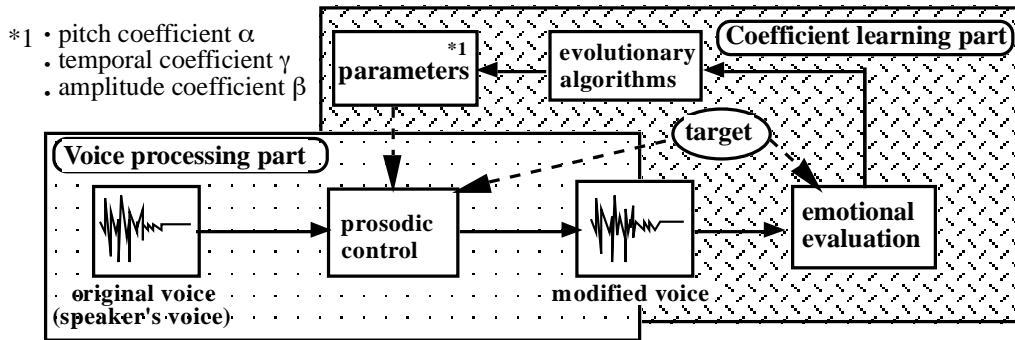 *1 · pitch coefficient α
· temporal coefficient γ
· amplitude coefficient β
*1
parameters
evolutionary
algorithms
Coefficient learning part
target
Voice processing part
prosodic
control
emotional
evaluation
original voice
(speaker's voice)
modified voice